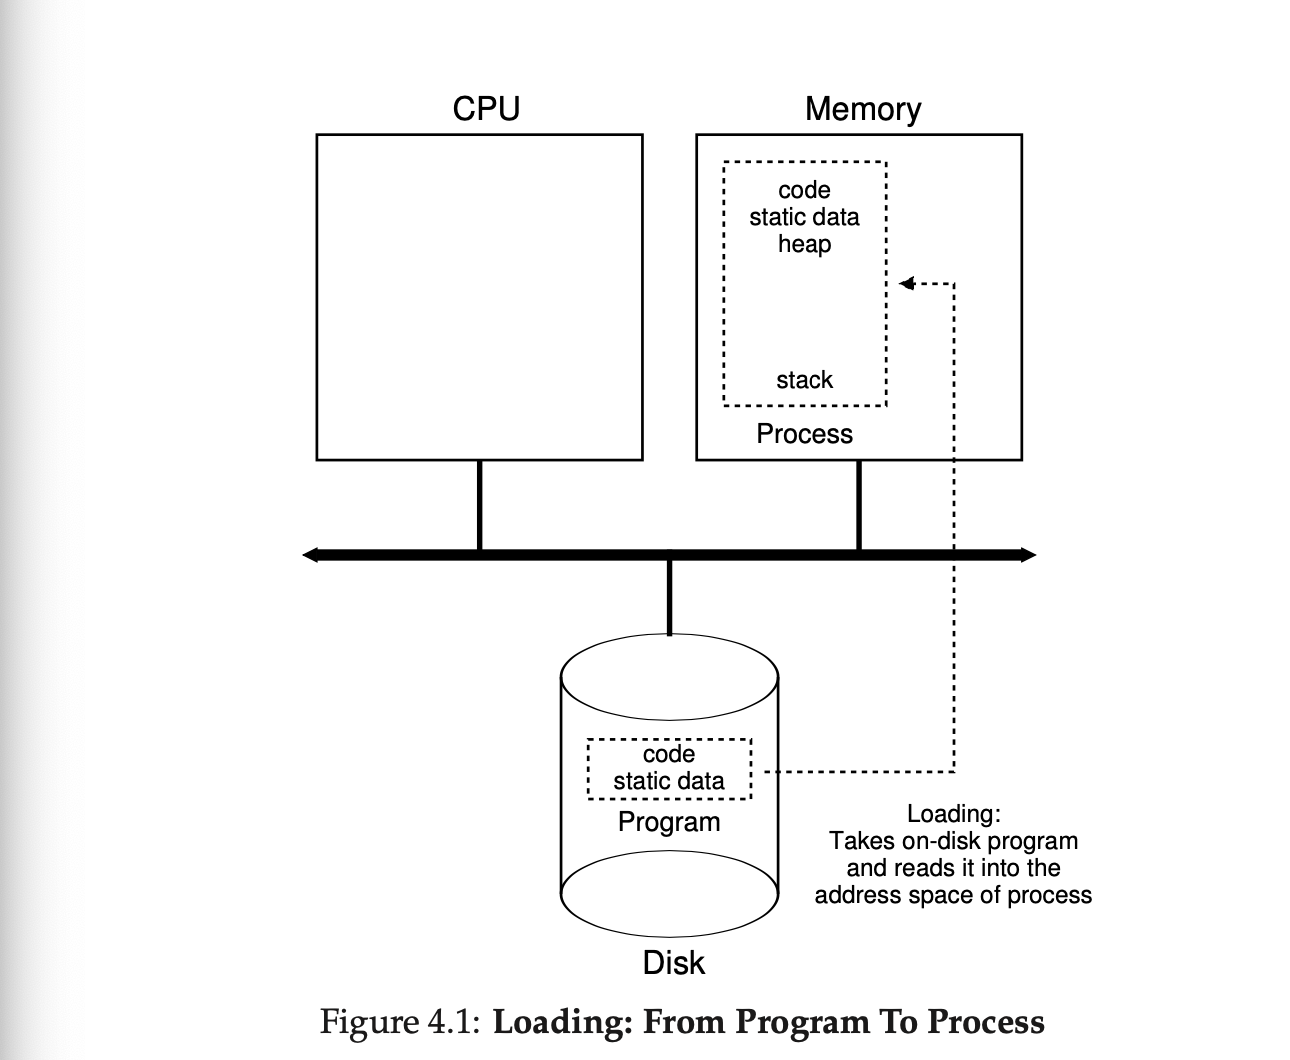 CPU
Memory
code
static data
heap
stack
Process
code
static data
Program
Loading:
Takes on-disk program
and reads it into the
address space of process
Disk
Figure 4.1: Loading: From Program To Process